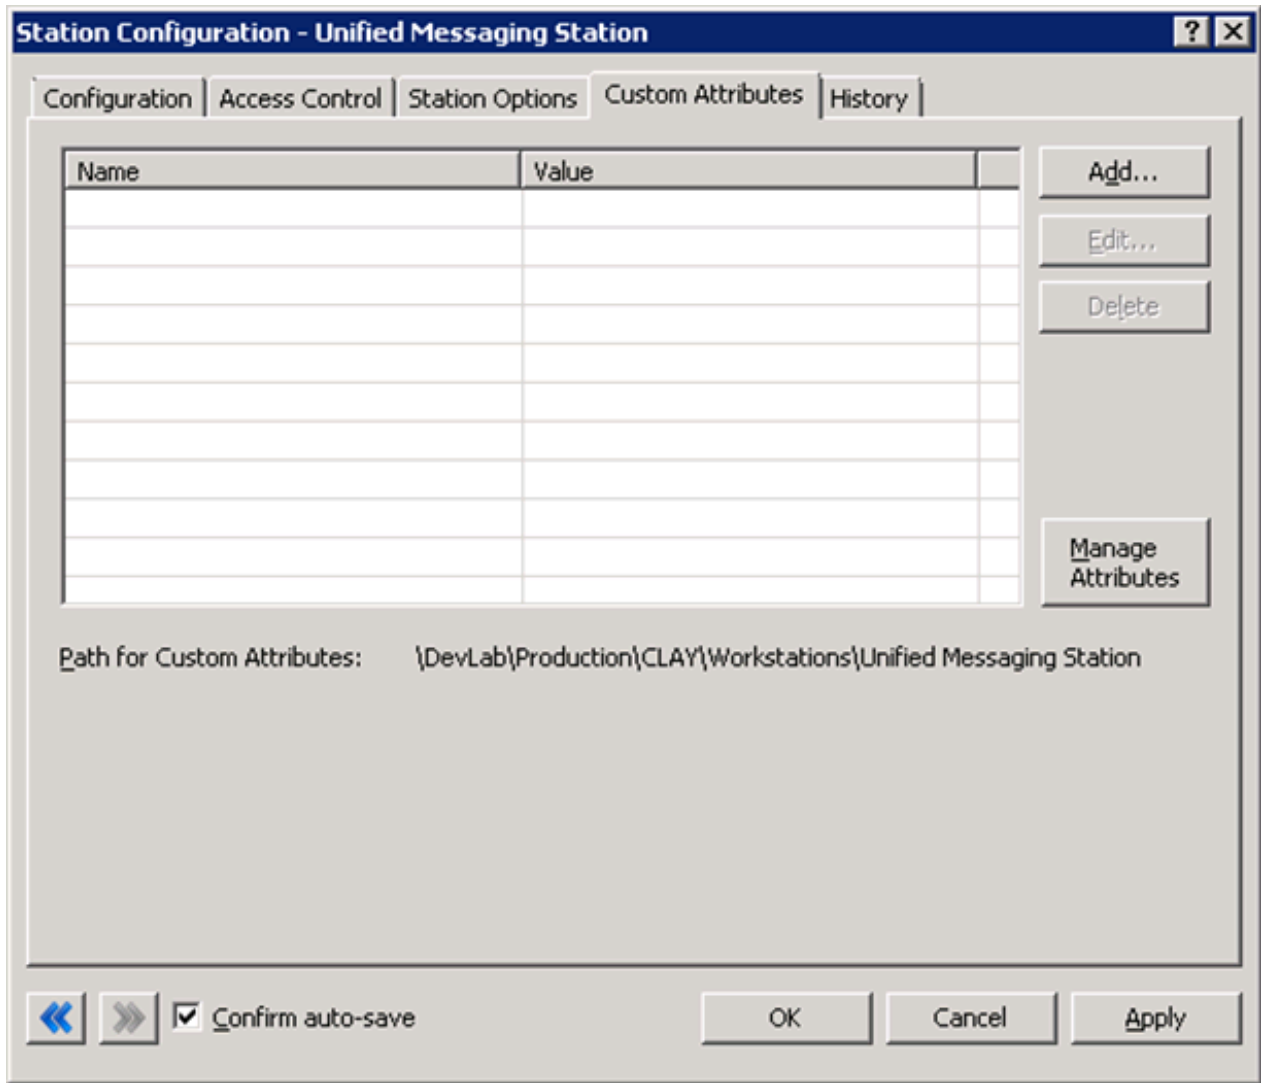 Station Configuration - Unified Messaging Station
Configuration Access Control Station Options Custom Attributes History
Name Value
Add...
Edit...
Delete
Manage
Attributes
Path for Custom Attributes: \DevLab\Production\CLAY\Workstations\Unified Messaging Station
Confirm auto-save OK Cancel Apply